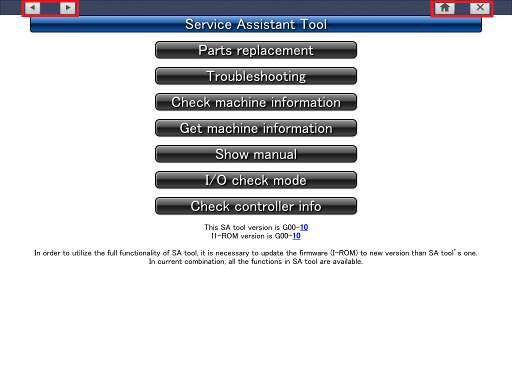 Service Assistant Tool
Parts replacement
Troubleshooting
Check machine information
Get machine information
Show manual
I/O check mode
Check controller info
This SA tool version is G00-10
I1-ROM version is G00-10
In order to utilize the full functionality of SA tool, it is necessary to update the firmware (I-ROM) to new version than SA tool's one.
In current combination, all the functions in SA tool are available.